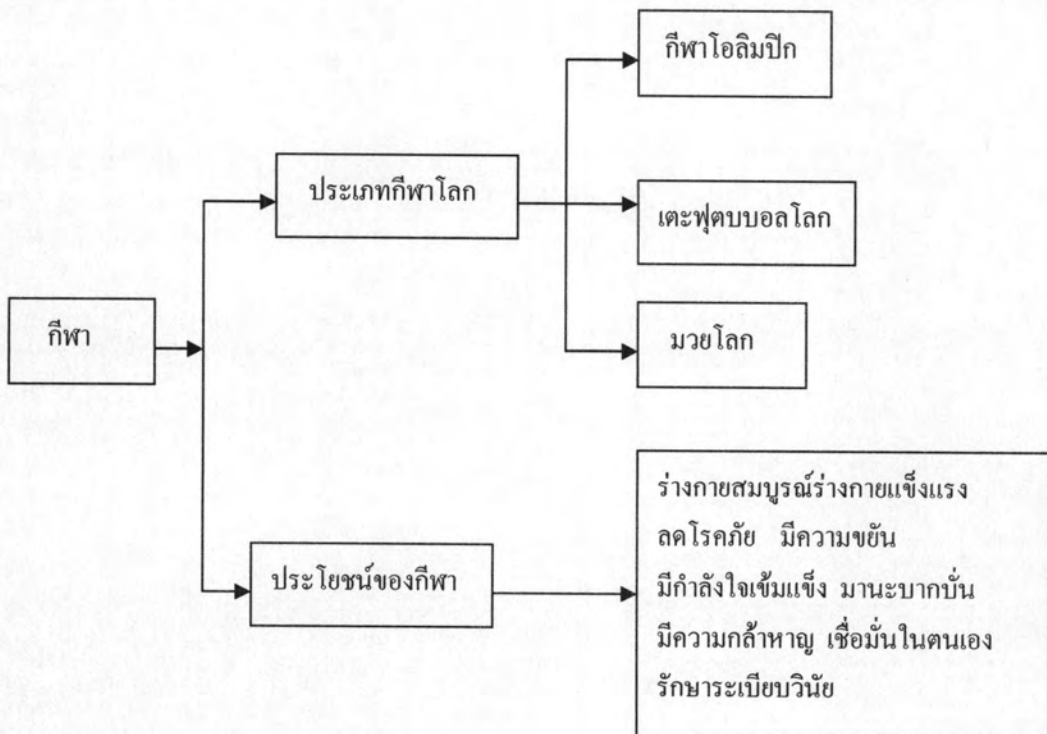 กีฬาโอลิมปิก
ประเภทกีฬาโลก
เตะฟุตบบอลโลก
กีฬา
มวยโลก
ร่างกายสมบูรณ์ร่างกายแข็งแรง
ลดโรคภัย มีความขยัน
ประโยชน์ของกีฬา
มีกำลังใจเข้มแข็ง มานะบากบั่น
มีความกล้าหาญ เชื่อมั่นในตนเอง
รักษาระเบียบวินัย